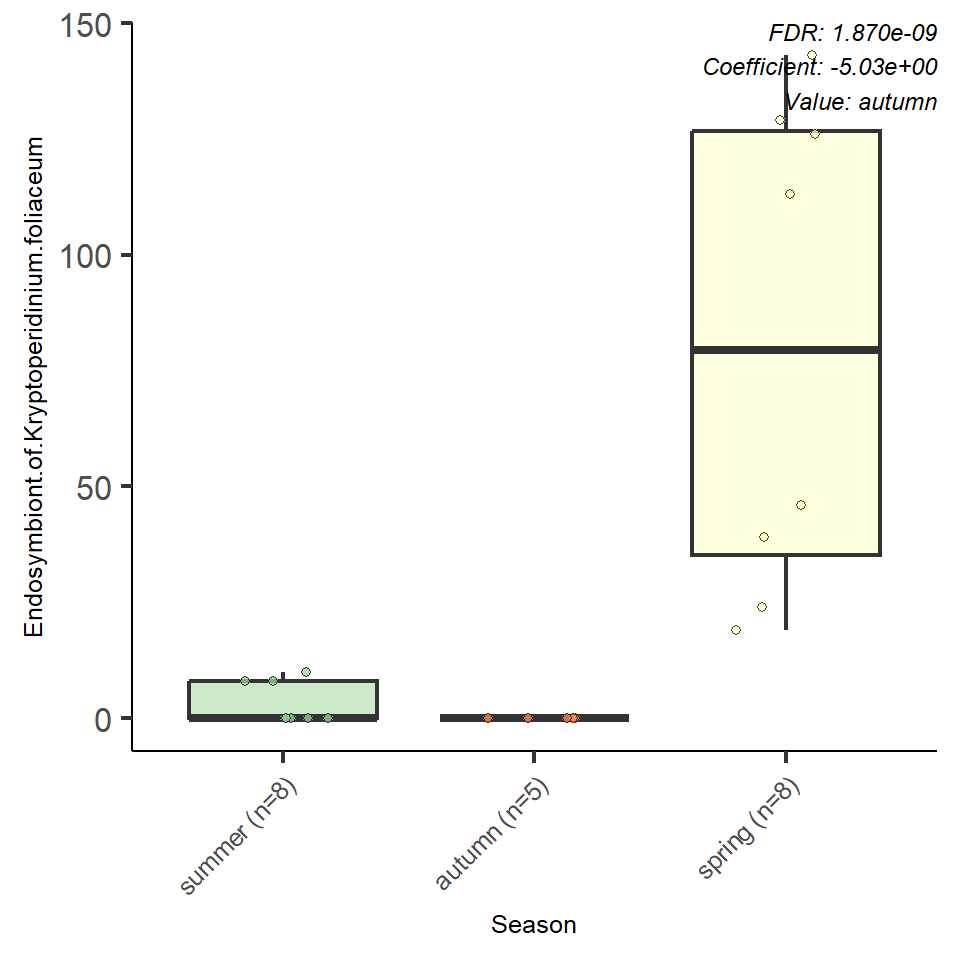 FDR: 1.870e-09
Coefficient: -5.03e+00
Value: autumn
150
100
50
0
Endosymbiont.of.Kryptoperidinium.foliaceum
summer (n=8)
autumn (n=5)
spring (n=8)
Season